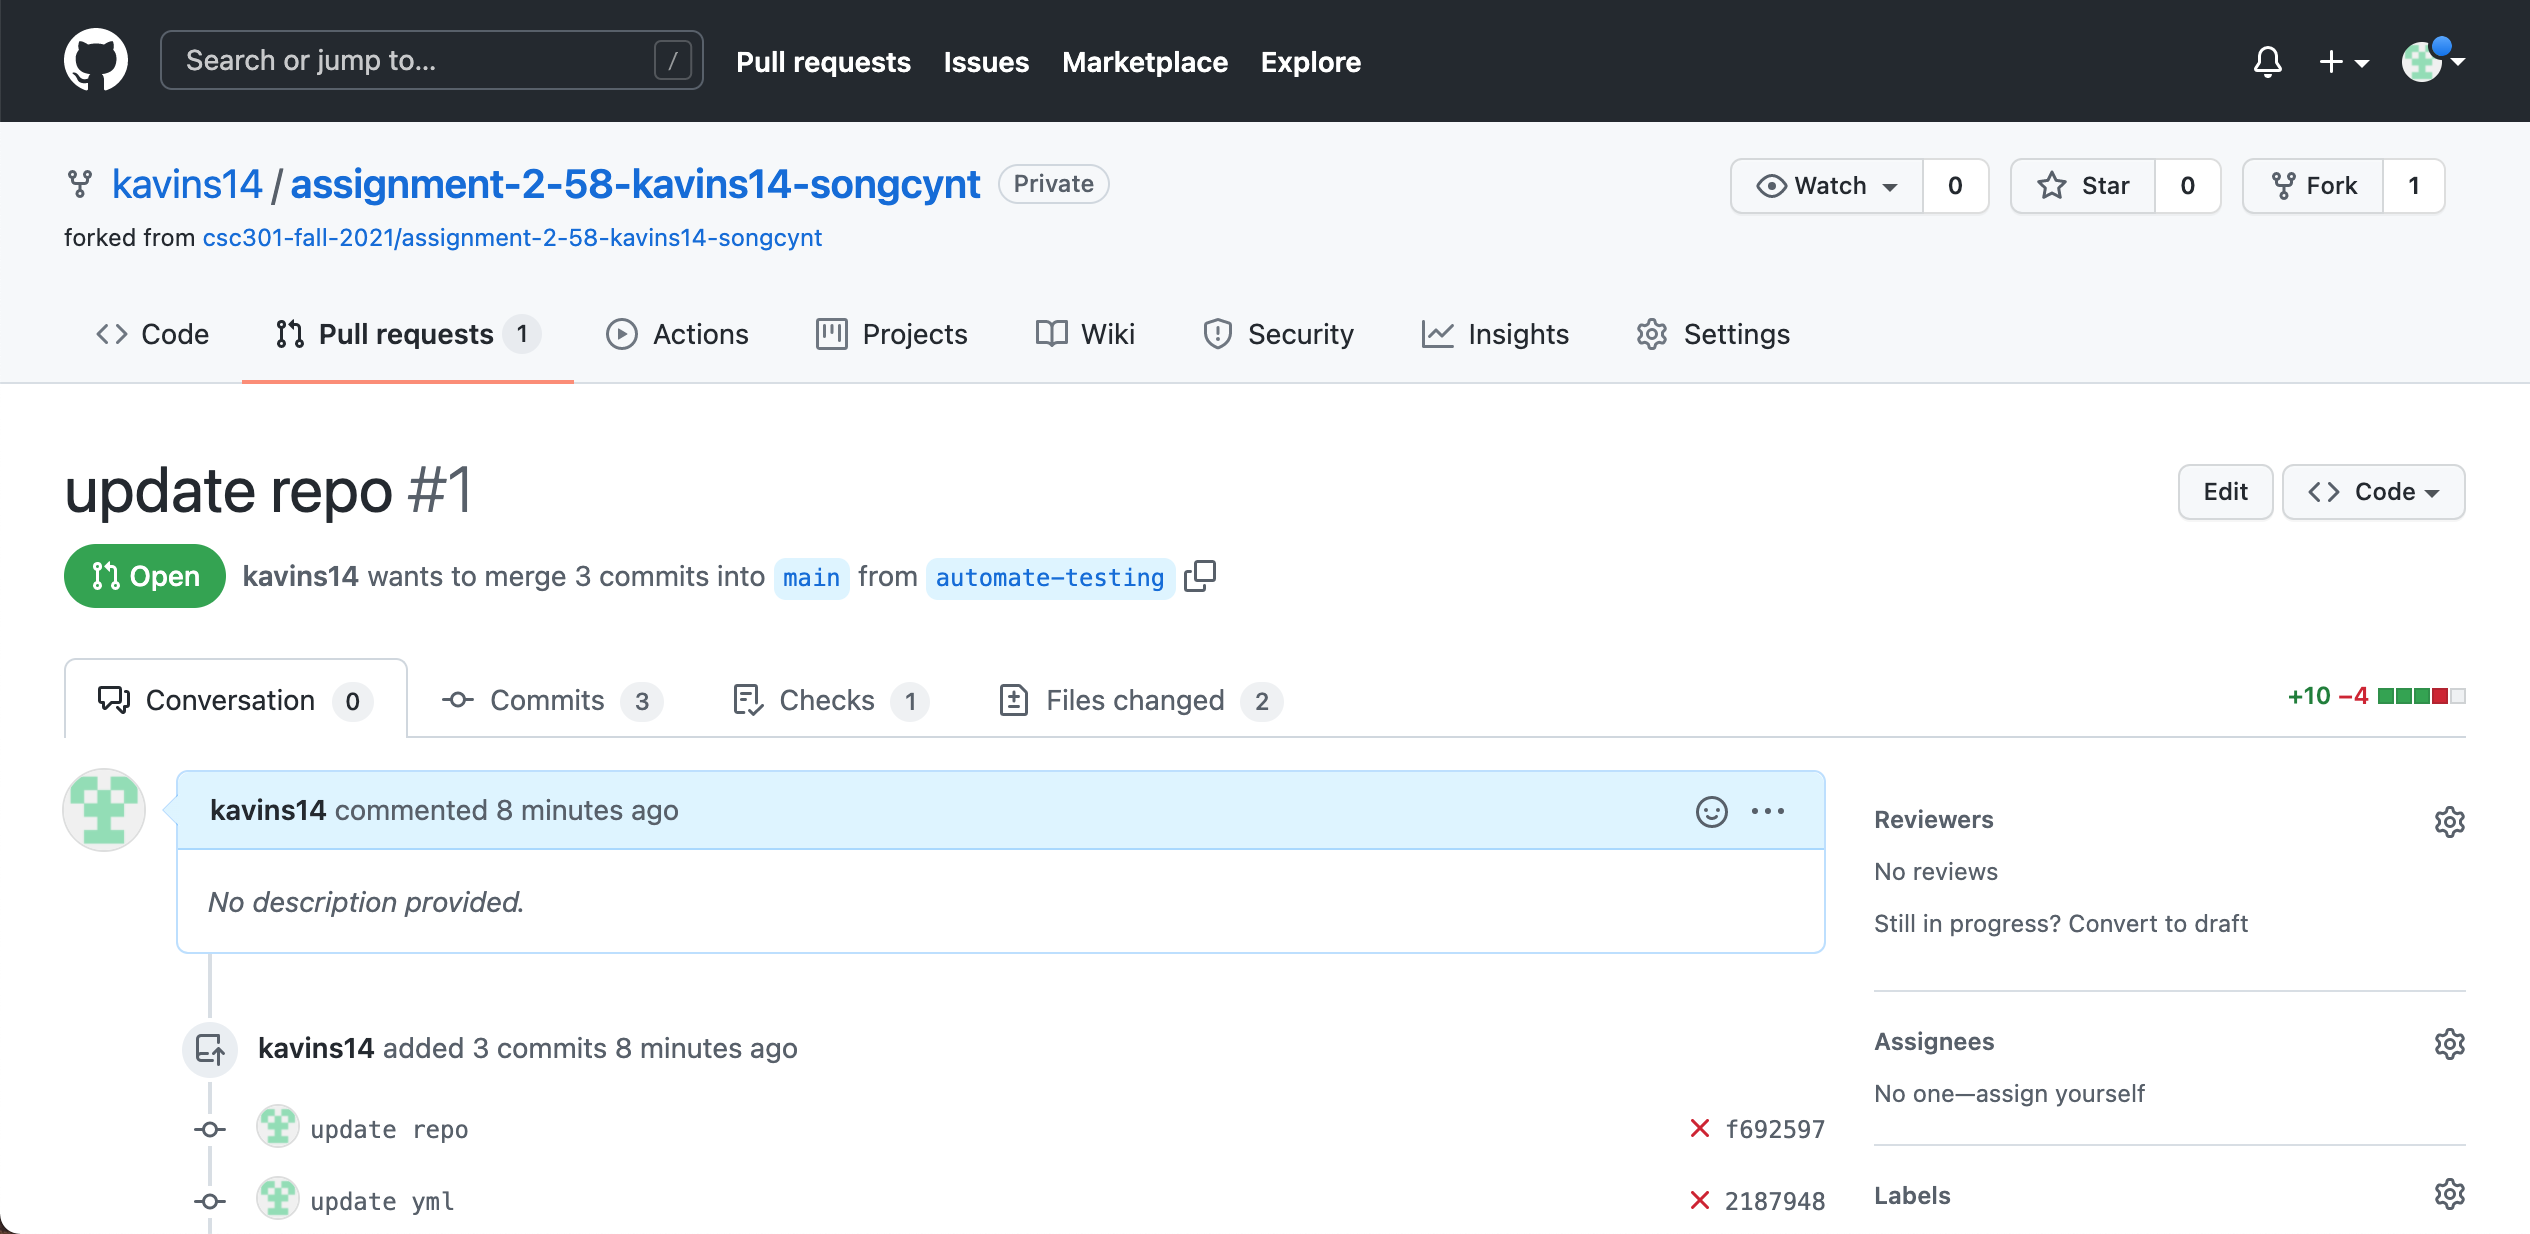 Search or jump to... / Pull requests Issues Marketplace Explore
kavins14 / assignment-2-58-kavins14-songcynt Private Watch 0 Star 0 Fork 1
forked from csc301-fall-2021/assignment-2-58-kavins14-songcynt
Code Pull requests 1 Actions Projects Wiki Security Insights Settings
update repo #1 Edit Code
Open kavins14 wants to merge 3 commits into main from automate-testing
Conversation 0 Commits 3 Checks 1 Files changed 2 +10 −4
kavins14 commented 8 minutes ago
No description provided.
kavins14 added 3 commits 8 minutes ago
update repo f692597
update yml 2187948
Reviewers
No reviews
Still in progress? Convert to draft
Assignees
No one—assign yourself
Labels